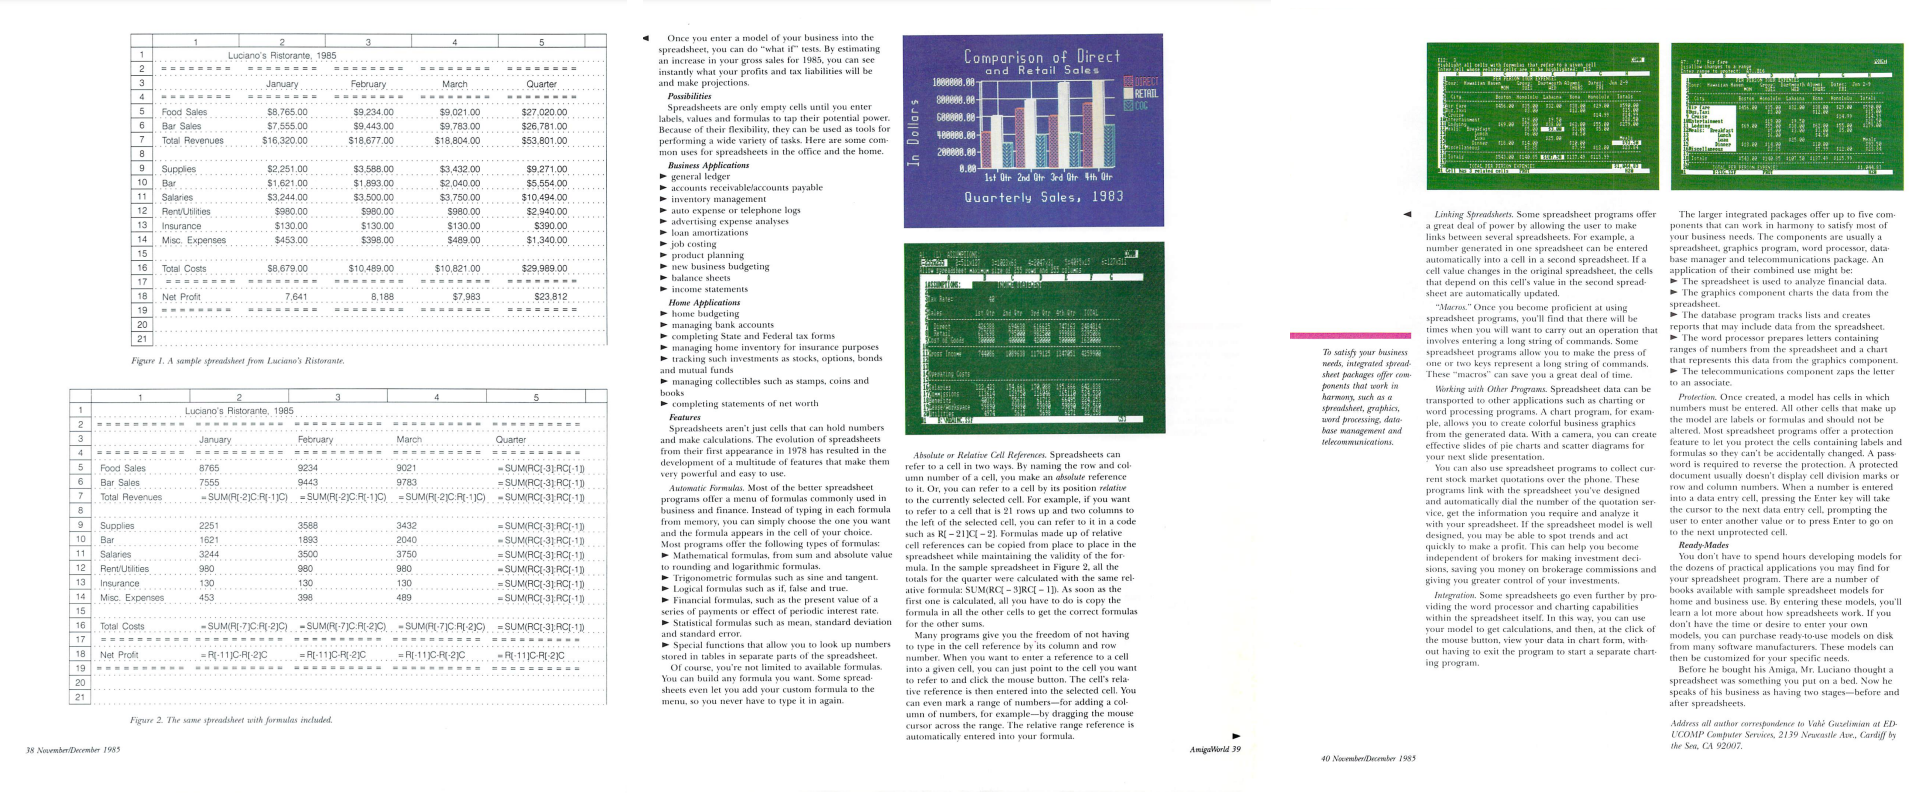 1 2 3 4 5
1 Luciano's Ristorante, 1985
2 ======== ======== ======== ======== ========
3 January February March Quarter
4 ======== ======== ======== ======== ========
5 Food Sales $8,765.00 $9,234.00 $9,021.00 $27,020.00
6 Bar Sales $7,555.00 $9,443.00 $9,783.00 $26,781.00
7 Total Revenues $16,320.00 $18,677.00 $18,804.00 $53,801.00
8
9 Supplies $2,251.00 $3,588.00 $3,432.00 $9,271.00
10 Bar $1,621.00 $1,893.00 $2,040.00 $5,554.00
11 Salaries $3,244.00 $3,500.00 $3,750.00 $10,494.00
12 Rent/Utilities $980.00 $980.00 $980.00 $2,940.00
13 Insurance $130.00 $130.00 $130.00 $390.00
14 Misc. Expenses $453.00 $398.00 $489.00 $1,340.00
15
16 Total Costs $8,679.00 $10,489.00 $10,821.00 $29,989.00
17 ======== ======== ======== ======== ========
18 Net Profit 7,641 8,188 $7,983 $23,812
19 ======== ======== ======== ======== ========
20
21
Figure 1. A sample spreadsheet from Luciano's Ristorante.
1 2 3 4 5
1 Luciano's Ristorante, 1985
2 ========= ========= ========= ========= =========
3 January February March Quarter
4 ========= ========= ========= ========= =========
5 Food Sales 8765 9234 9021 =SUM(RC[-3]:RC[-1])
6 Bar Sales 7555 9443 9783 =SUM(RC[-3]:RC[-1])
7 Total Revenues =SUM(R[-2]C:R[-1]C) =SUM(R[-2]C:R[-1]C) =SUM(R[-2]C:R[-1]C) =SUM(RC[-3]:RC[-1])
8
9 Supplies 2251 3588 3432 =SUM(RC[-3]:RC[-1])
10 Bar 1621 1893 2040 =SUM(RC[-3]:RC[-1])
11 Salaries 3244 3500 3750 =SUM(RC[-3]:RC[-1])
12 Rent/Utilities 980 980 980 =SUM(RC[-3]:RC[-1])
13 Insurance 130 130 130 =SUM(RC[-3]:RC[-1])
14 Misc. Expenses 453 398 489 =SUM(RC[-3]:RC[-1])
15
16 Total Costs =SUM(R[-7]C:R[-2]C) =SUM(R[-7]C:R[-2]C) =SUM(R[-7]C:R[-2]C) =SUM(RC[-3]:RC[-1])
17 ========= ========= ========= ========= =========
18 Net Profit =R[-11]C-R[-2]C =R[-11]C-R[-2]C =R[-11]C-R[-2]C =R[-11]C-R[-2]C
19 ========= ========= ========= ========= =========
20
21
Figure 2. The same spreadsheet with formulas included.
38 November/December 1985
◄ Once you enter a model of your business into the
spreadsheet, you can do "what if" tests. By estimating
an increase in your gross sales for 1985, you can see
instantly what your profits and tax liabilities will be
and make projections.
Possibilities
Spreadsheets are only empty cells until you enter
labels, values and formulas to tap their potential power.
Because of their flexibility, they can be used as tools for
performing a wide variety of tasks. Here are some com-
mon uses for spreadsheets in the office and the home.
Business Applications
► general ledger
► accounts receivable/accounts payable
► inventory management
► auto expense or telephone logs
► advertising expense analyses
► loan amortizations
► job costing
► product planning
► new business budgeting
► balance sheets
► income statements
Home Applications
► home budgeting
► managing bank accounts
► completing State and Federal tax forms
► managing home inventory for insurance purposes
► tracking such investments as stocks, options, bonds
and mutual funds
► managing collectibles such as stamps, coins and
books
► completing statements of net worth
Features
Spreadsheets aren't just cells that can hold numbers
and make calculations. The evolution of spreadsheets
from their first appearance in 1978 has resulted in the
development of a multitude of features that make them
very powerful and easy to use.
Automatic Formulas. Most of the better spreadsheet
programs offer a menu of formulas commonly used in
business and finance. Instead of typing in each formula
from memory, you can simply choose the one you want
and the formula appears in the cell of your choice.
Most programs offer the following types of formulas:
► Mathematical formulas, from sum and absolute value
to rounding and logarithmic formulas.
► Trigonometric formulas such as sine and tangent.
► Logical formulas such as if, false and true.
► Financial formulas, such as the present value of a
series of payments or effect of periodic interest rate.
► Statistical formulas such as mean, standard deviation
and standard error.
► Special functions that allow you to look up numbers
stored in tables in separate parts of the spreadsheet.
Of course, you're not limited to available formulas.
You can build any formula you want. Some spread-
sheets even let you add your custom formula to the
menu, so you never have to type it in again.
Comparison of Direct
and Retail Sales
In Dollars
1000000.00
800000.00
600000.00
400000.00
200000.00
0.00
DIRECT
RETAIL
COG
1st Qtr 2nd Qtr 3rd Qtr 4th Qtr
Quarterly Sales, 1983
INCOME STATEMENT
1st Qtr 2nd Qtr 3rd Qtr 4th Qtr TOTAL
Gross Income
Operating Costs
Absolute or Relative Cell References. Spreadsheets can
refer to a cell in two ways. By naming the row and col-
umn number of a cell, you make an absolute reference
to it. Or, you can refer to a cell by its position relative
to the currently selected cell. For example, if you want
to refer to a cell that is 21 rows up and two columns to
the left of the selected cell, you can refer to it in a code
such as R[-21]C[-2]. Formulas made up of relative
cell references can be copied from place to place in the
spreadsheet while maintaining the validity of the for-
mula. In the sample spreadsheet in Figure 2, all the
totals for the quarter were calculated with the same rel-
ative formula: SUM(RC[-3]RC[-1]). As soon as the
first one is calculated, all you have to do is copy the
formula in all the other cells to get the correct formulas
for the other sums.
Many programs give you the freedom of not having
to type in the cell reference by its column and row
number. When you want to enter a reference to a cell
into a given cell, you can just point to the cell you want
to refer to and click the mouse button. The cell's rela-
tive reference is then entered into the selected cell. You
can even mark a range of numbers—for adding a col-
umn of numbers, for example—by dragging the mouse
cursor across the range. The relative range reference is
automatically entered into your formula.
►
AmigaWorld 39
To satisfy your business
needs, integrated spread-
sheet packages offer com-
ponents that work in
harmony, such as a
spreadsheet, graphics,
word processing, data-
base management and
telecommunications.
◄ Linking Spreadsheets. Some spreadsheet programs offer
a great deal of power by allowing the user to make
links between several spreadsheets. For example, a
number generated in one spreadsheet can be entered
automatically into a cell in a second spreadsheet. If a
cell value changes in the original spreadsheet, the cells
that depend on this cell's value in the second spread-
sheet are automatically updated.
"Macros." Once you become proficient at using
spreadsheet programs, you'll find that there will be
times when you will want to carry out an operation that
involves entering a long string of commands. Some
spreadsheet programs allow you to make the press of
one or two keys represent a long string of commands.
These "macros" can save you a great deal of time.
Working with Other Programs. Spreadsheet data can be
transported to other applications such as charting or
word processing programs. A chart program, for exam-
ple, allows you to create colorful business graphics
from the generated data. With a camera, you can create
effective slides of pie charts and scatter diagrams for
your next slide presentation.
You can also use spreadsheet programs to collect cur-
rent stock market quotations over the phone. These
programs link with the spreadsheet you've designed
and automatically dial the number of the quotation ser-
vice, get the information you require and analyze it
with your spreadsheet. If the spreadsheet model is well
designed, you may be able to spot trends and act
quickly to make a profit. This can help you become
independent of brokers for making investment deci-
sions, saving you money on brokerage commissions and
giving you greater control of your investments.
Integration. Some spreadsheets go even further by pro-
viding the word processor and charting capabilities
within the spreadsheet itself. In this way, you can use
your model to get calculations, and then, at the click of
the mouse button, view your data in chart form, with-
out having to exit the program to start a separate chart-
ing program.
The larger integrated packages offer up to five com-
ponents that can work in harmony to satisfy most of
your business needs. The components are usually a
spreadsheet, graphics program, word processor, data-
base manager and telecommunications package. An
application of their combined use might be:
► The spreadsheet is used to analyze financial data.
► The graphics component charts the data from the
spreadsheet.
► The database program tracks lists and creates
reports that may include data from the spreadsheet.
► The word processor prepares letters containing
ranges of numbers from the spreadsheet and a chart
that represents this data from the graphics component.
► The telecommunications component zaps the letter
to an associate.
Protection. Once created, a model has cells in which
numbers must be entered. All other cells that make up
the model are labels or formulas and should not be
altered. Most spreadsheet programs offer a protection
feature to let you protect the cells containing labels and
formulas so they can't be accidentally changed. A pass-
word is required to reverse the protection. A protected
document usually doesn't display cell division marks or
row and column numbers. When a number is entered
into a data entry cell, pressing the Enter key will take
the cursor to the next data entry cell, prompting the
user to enter another value or to press Enter to go on
to the next unprotected cell.
Ready-Mades
You don't have to spend hours developing models for
the dozens of practical applications you may find for
your spreadsheet program. There are a number of
books available with sample spreadsheet models for
home and business use. By entering these models, you'll
learn a lot more about how spreadsheets work. If you
don't have the time or desire to enter your own
models, you can purchase ready-to-use models on disk
from many software manufacturers. These models can
then be customized for your specific needs.
Before he bought his Amiga, Mr. Luciano thought a
spreadsheet was something you put on a bed. Now he
speaks of his business as having two stages—before and
after spreadsheets.
Address all author correspondence to Vahé Guzelimian at ED-
UCOMP Computer Services, 2139 Newcastle Ave., Cardiff by
the Sea, CA 92007.
40 November/December 1985